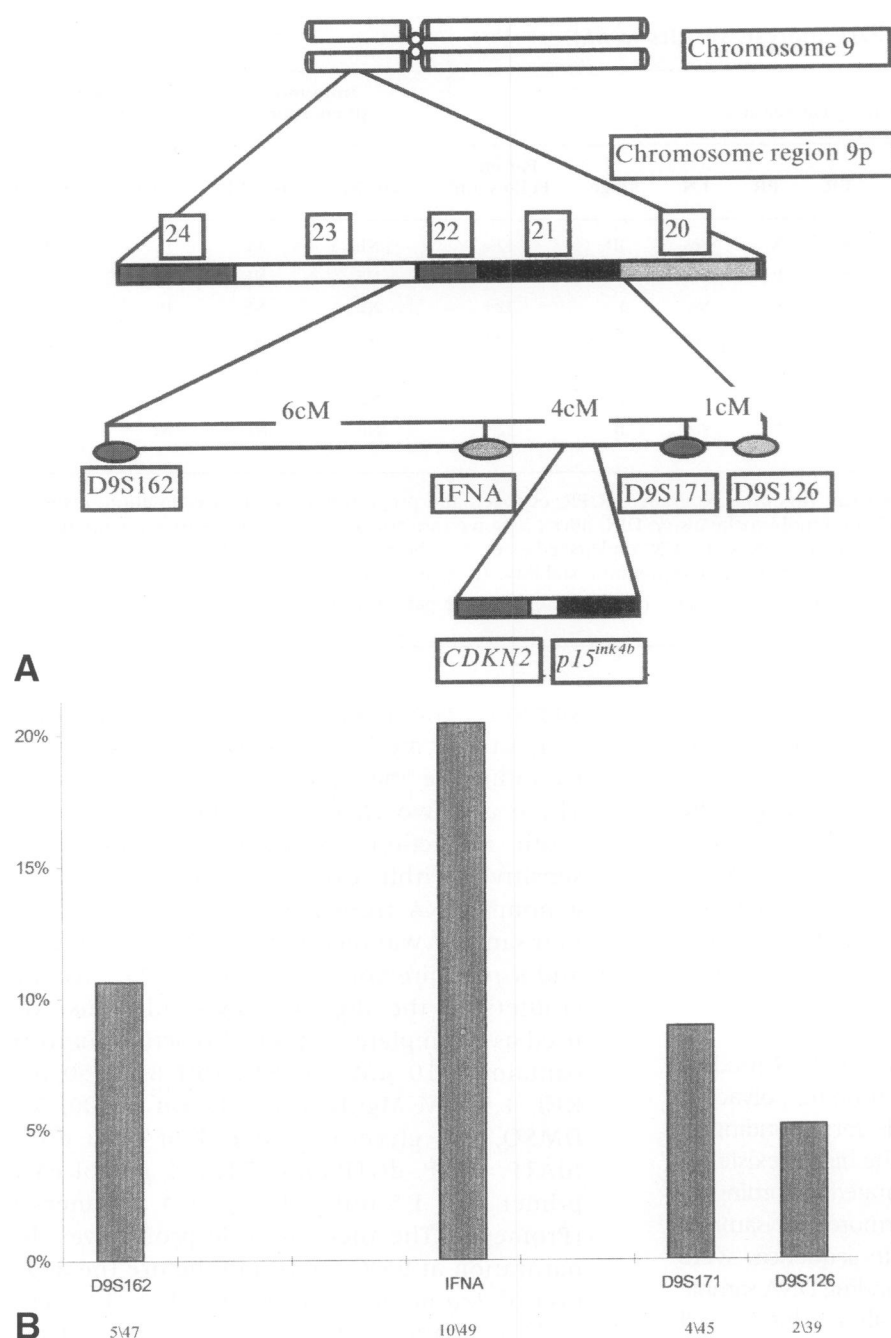 Chromosome 9
Chromosome region 9p
24 23 22 21 20
6cM 4cM 1cM
D9S162 IFNA D9S171 D9S126
CDKN2 p15ink4b
A
20%
15%
10%
5%
0%
D9S162 IFNA D9S171 D9S126
B 5\47 10\49 4\45 2\39